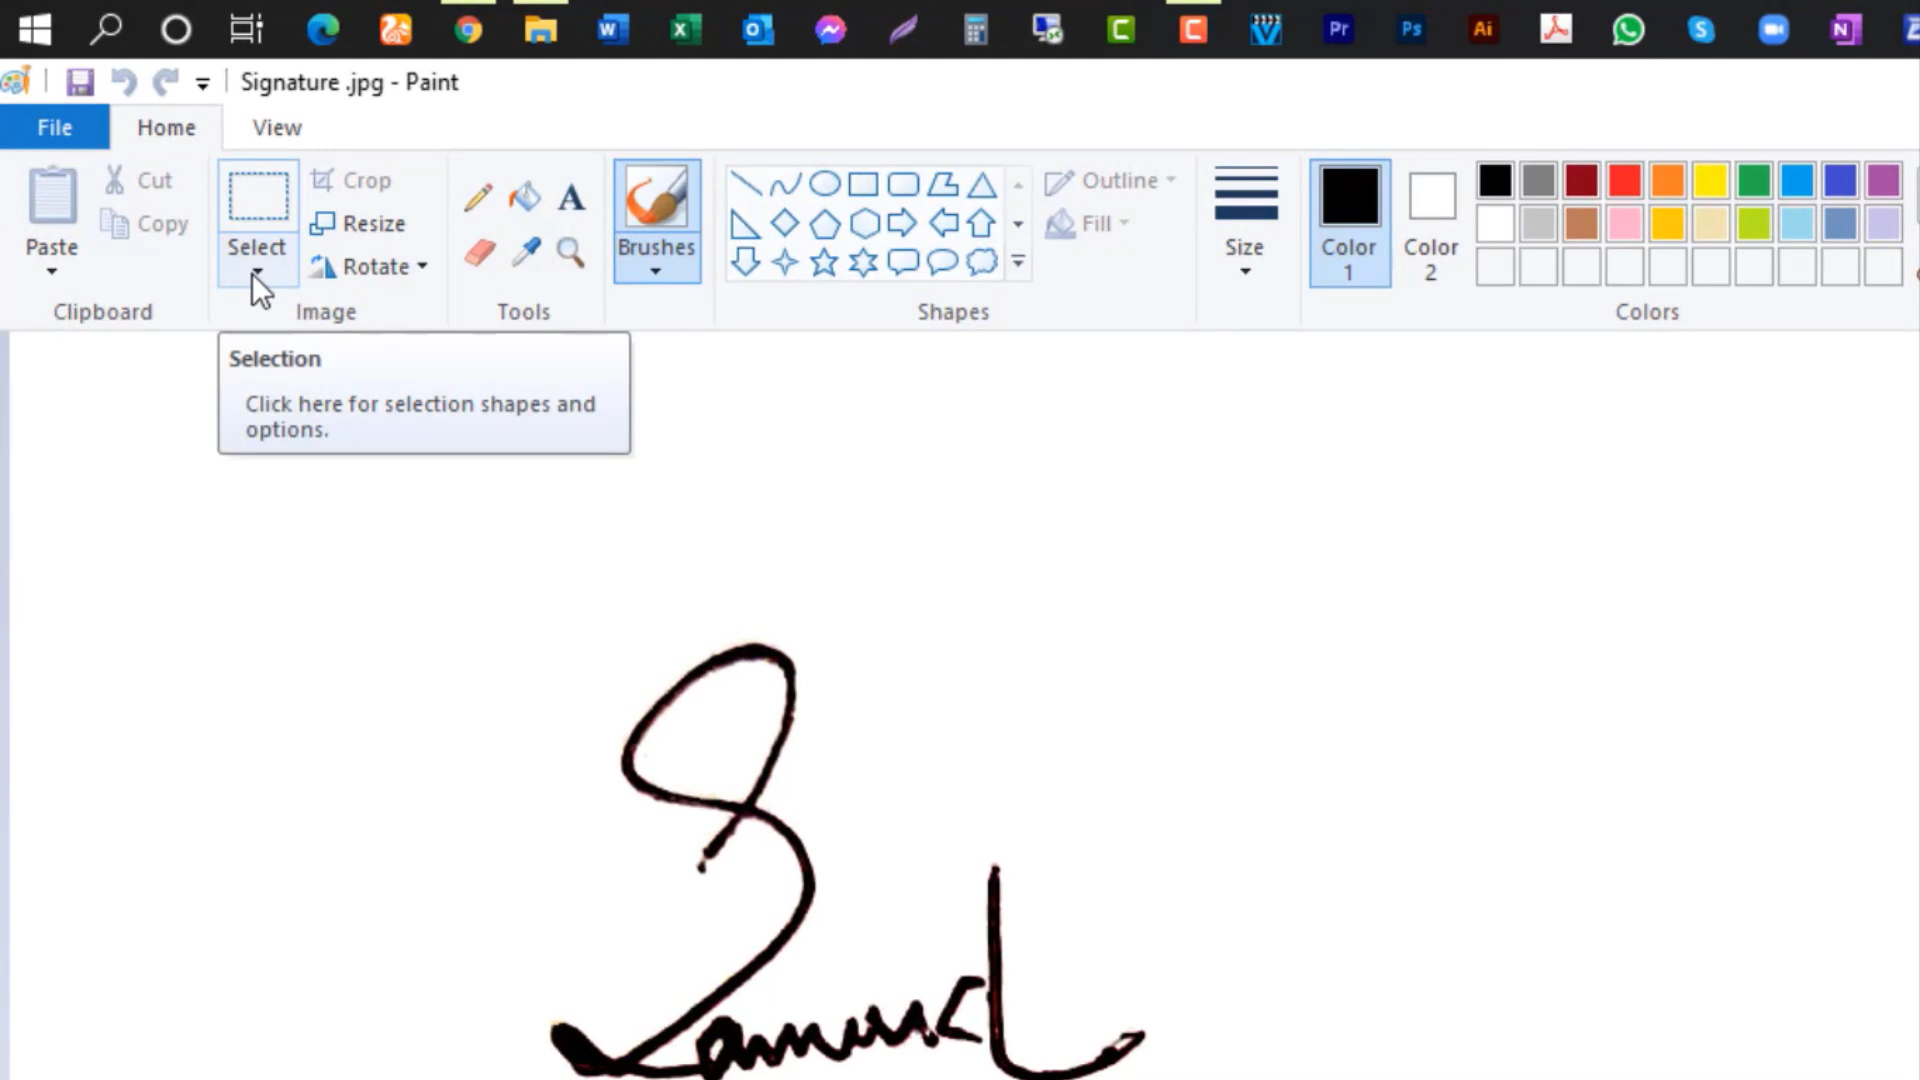 Signature .jpg - Paint
File Home View
Paste
Cut
Copy
Clipboard
Select
Crop
Resize
Rotate
Image
A
Tools
Brushes
Shapes
Outline
Fill
Size
Color 1
Color 2
Colors
Selection
Click here for selection shapes and
options.
Samuel